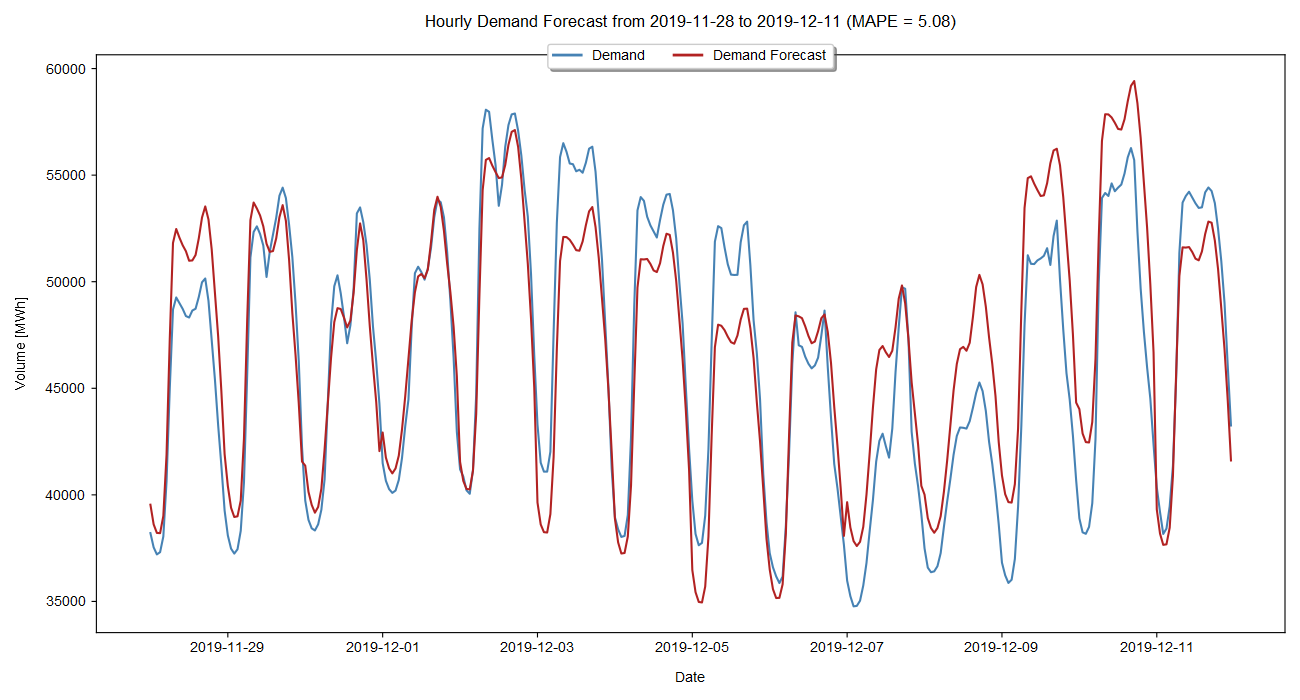 Hourly Demand Forecast from 2019-11-28 to 2019-12-11 (MAPE = 5.08)
Demand Demand Forecast
60000
55000
50000
45000
40000
35000
Volume [MWh]
2019-11-29 2019-12-01 2019-12-03 2019-12-05 2019-12-07 2019-12-09 2019-12-11
Date